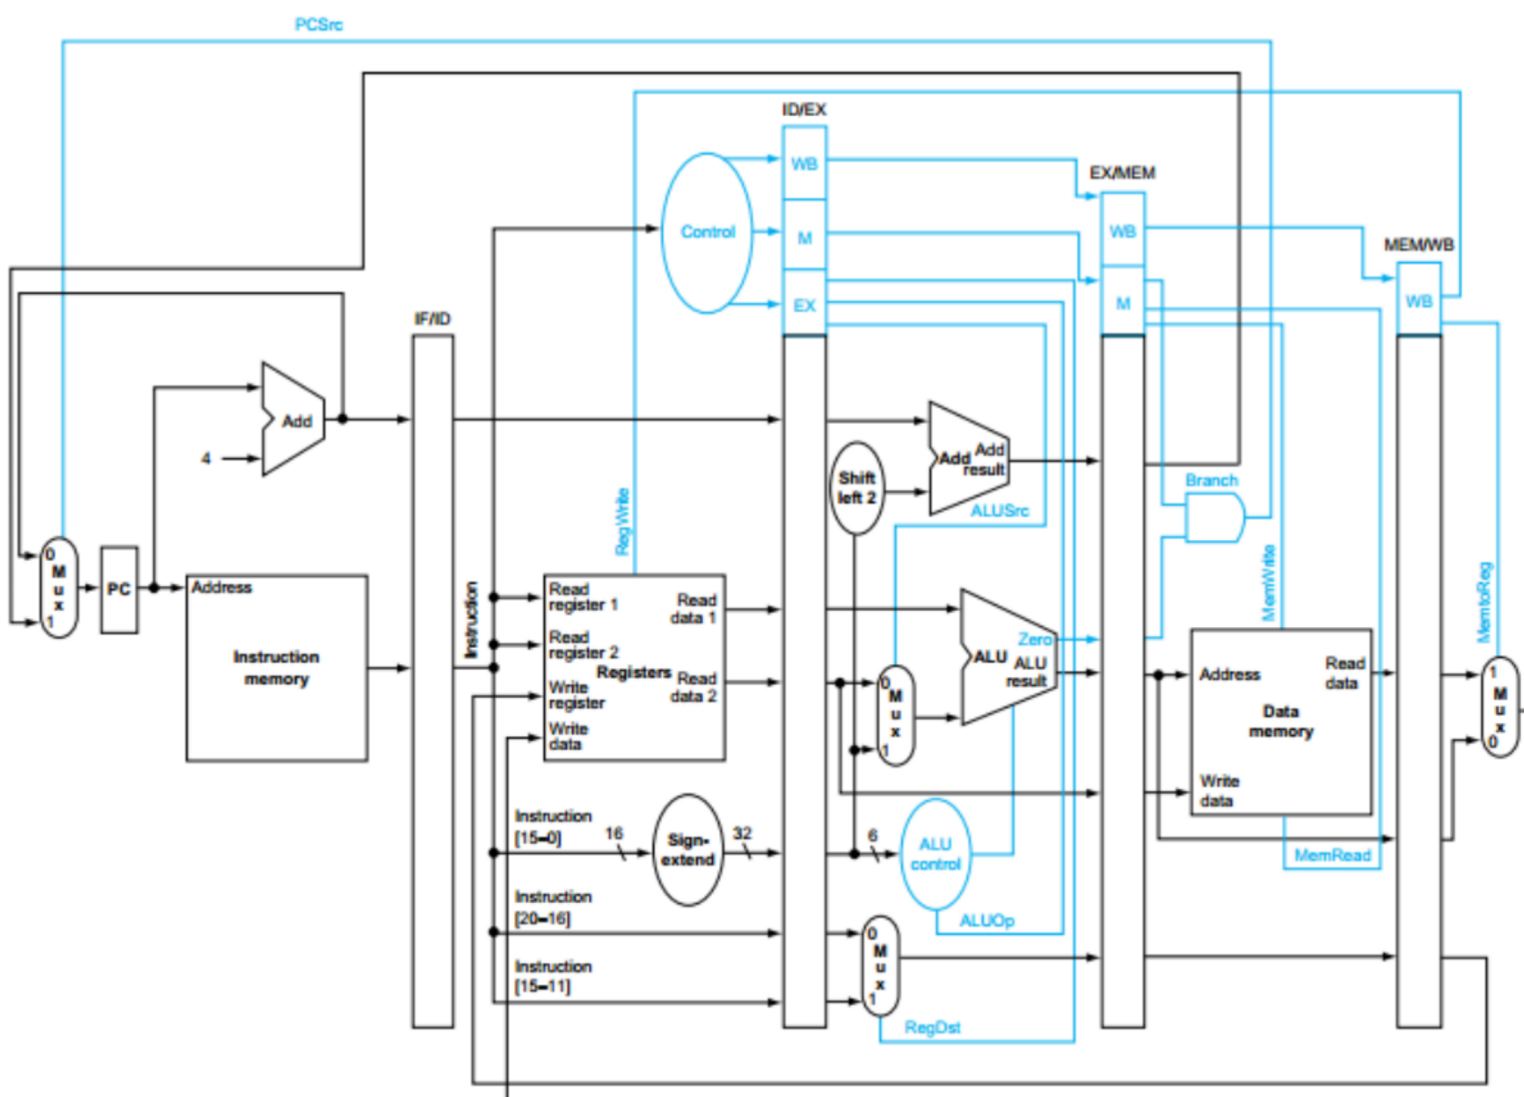 PCSrc
ID/EX
WB
EX/MEM
Control
M
WB
MEM/WB
EX
M
WB
IF/ID
Add
4
Add
Add
result
Shift
left 2
ALUSrc
Branch
RegWrite
MemWrite
MemtoReg
0
M
u
x
1
PC
Address
Instruction
memory
Instruction
Read
register 1
Read
data 1
Read
register 2
Registers
Read
data 2
Write
register
Write
data
0
M
u
x
1
Zero
ALU
ALU
result
Address
Read
data
Data
memory
Write
data
1
M
u
x
0
Instruction
[15–0]
16
Sign-
extend
32
6
ALU
control
MemRead
Instruction
[20–16]
ALUOp
0
M
u
x
1
Instruction
[15–11]
RegDst